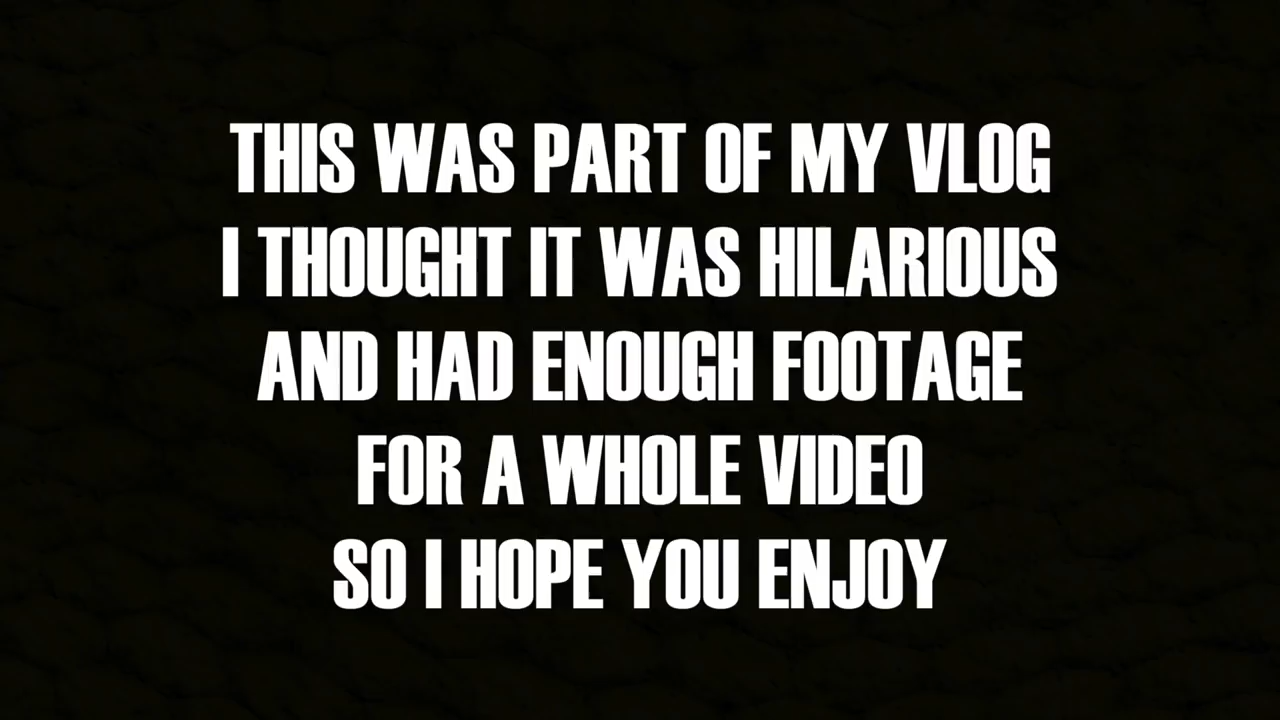 THIS WAS PART OF MY VLOG
I THOUGHT IT WAS HILARIOUS
AND HAD ENOUGH FOOTAGE
FOR A WHOLE VIDEO
SO I HOPE YOU ENJOY